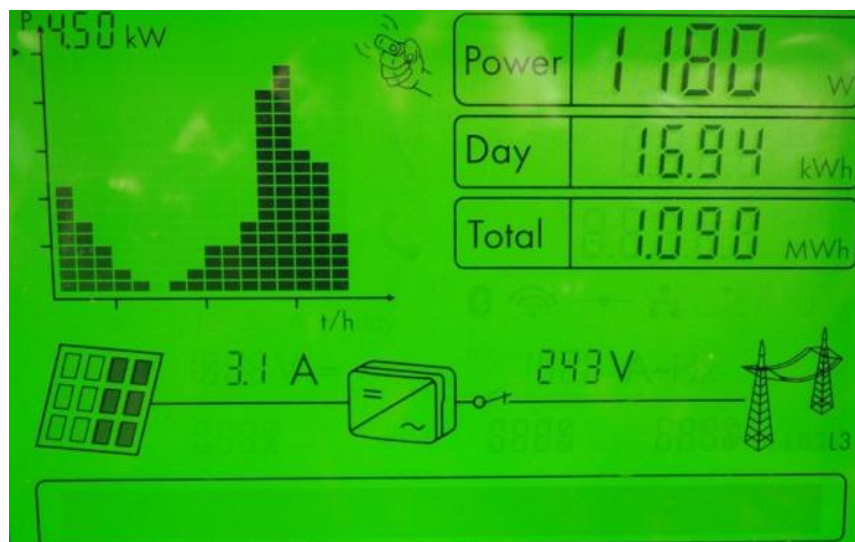 P 4.50 kW
Power 1180 W
Day 16.94 kWh
Total 1.090 MWh
t/h
3.1 A
243 V
L3